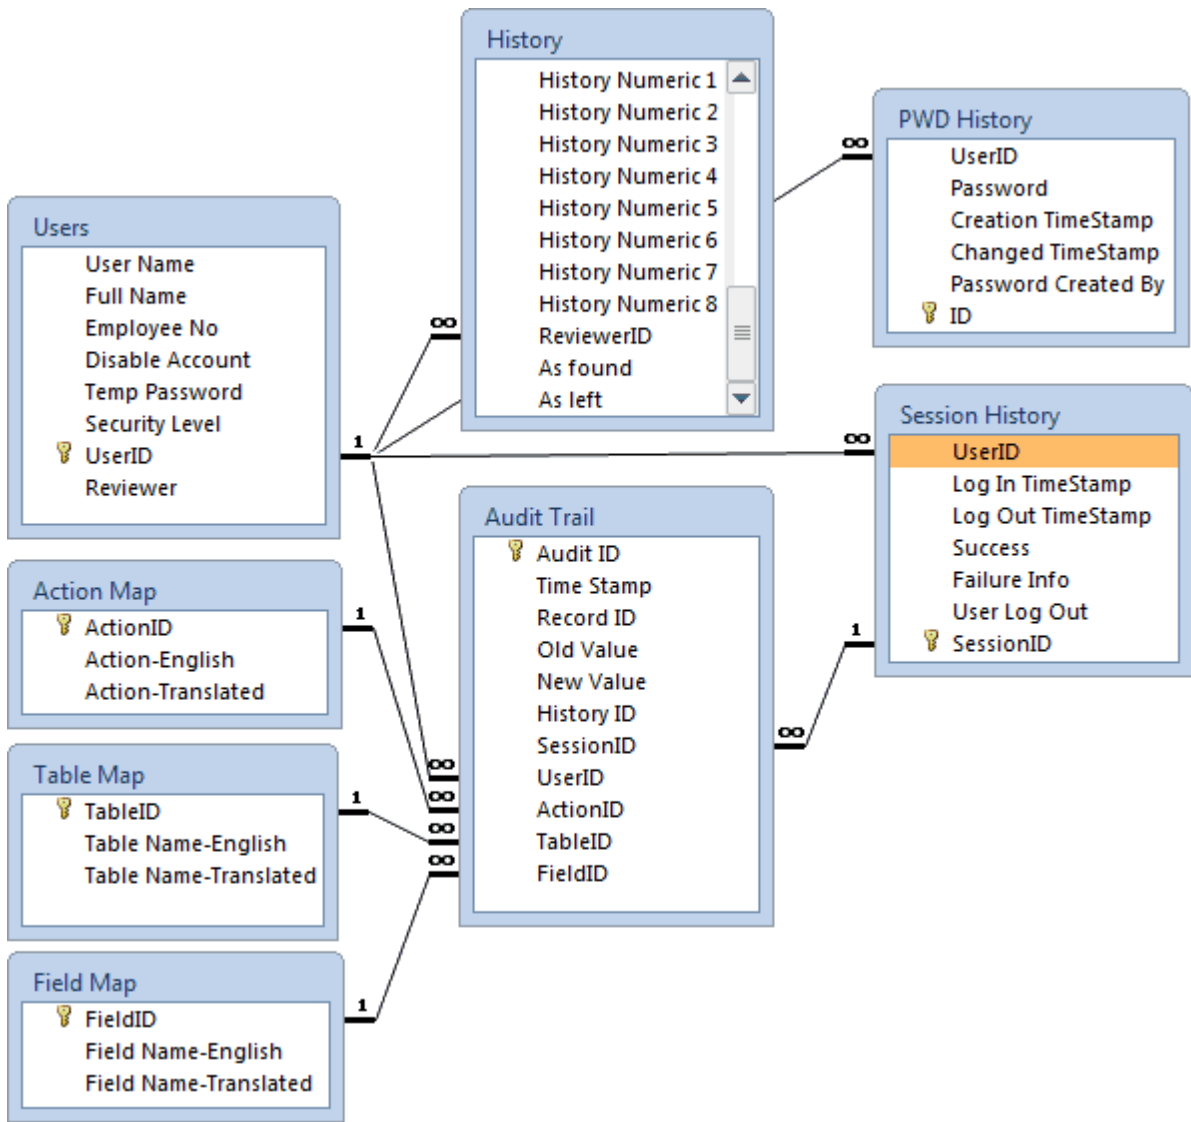 History
History Numeric 1
History Numeric 2
History Numeric 3
History Numeric 4
History Numeric 5
History Numeric 6
History Numeric 7
History Numeric 8
ReviewerID
As found
As left
∞
PWD History
UserID
Password
Creation TimeStamp
Changed TimeStamp
Password Created By
ID
∞
Users
User Name
Full Name
Employee No
Disable Account
Temp Password
Security Level
UserID
Reviewer
1
Session History
UserID
Log In TimeStamp
Log Out TimeStamp
Success
Failure Info
User Log Out
SessionID
∞
1
Audit Trail
Audit ID
Time Stamp
Record ID
Old Value
New Value
History ID
SessionID
UserID
ActionID
TableID
FieldID
∞
∞
∞
∞
∞
Action Map
ActionID
Action-English
Action-Translated
1
Table Map
TableID
Table Name-English
Table Name-Translated
1
Field Map
FieldID
Field Name-English
Field Name-Translated
1